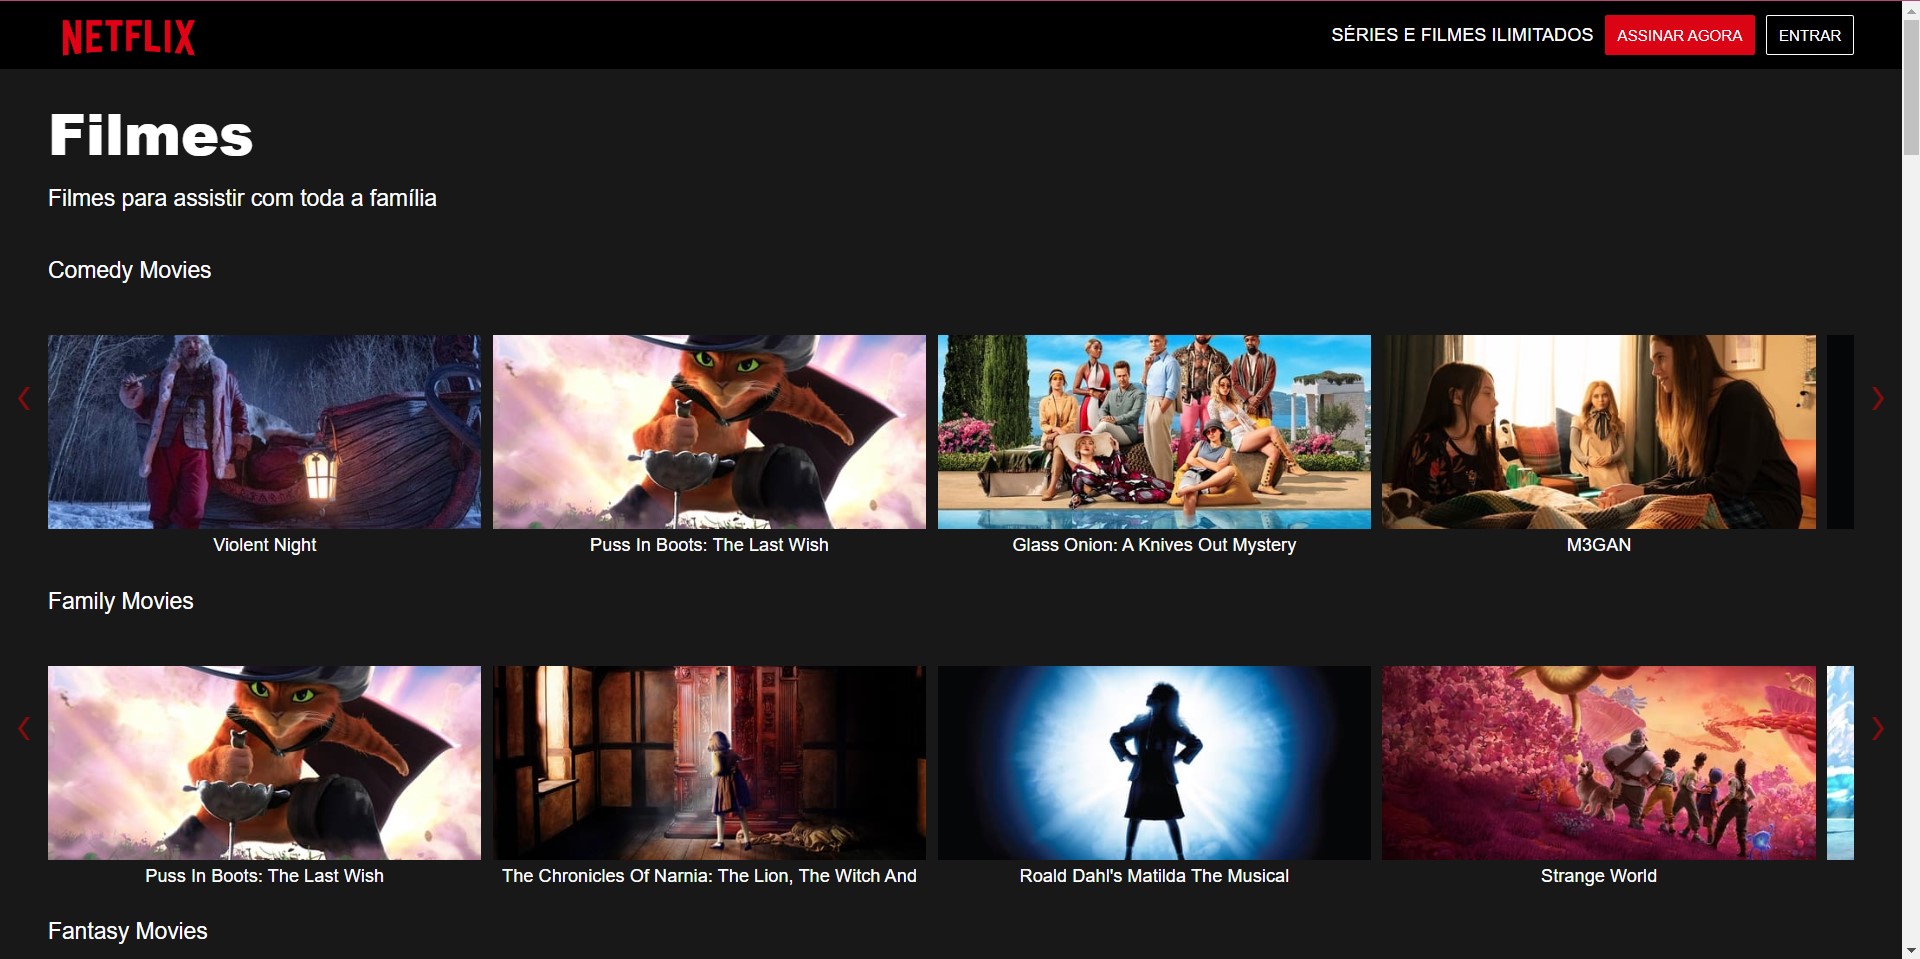 NETFLIX
SÉRIES E FILMES ILIMITADOS
ASSINAR AGORA
ENTRAR
Filmes
Filmes para assistir com toda a família
Comedy Movies
Violent Night
Puss In Boots: The Last Wish
Glass Onion: A Knives Out Mystery
M3GAN
Family Movies
Puss In Boots: The Last Wish
The Chronicles Of Narnia: The Lion, The Witch And
Roald Dahl's Matilda The Musical
Strange World
Fantasy Movies